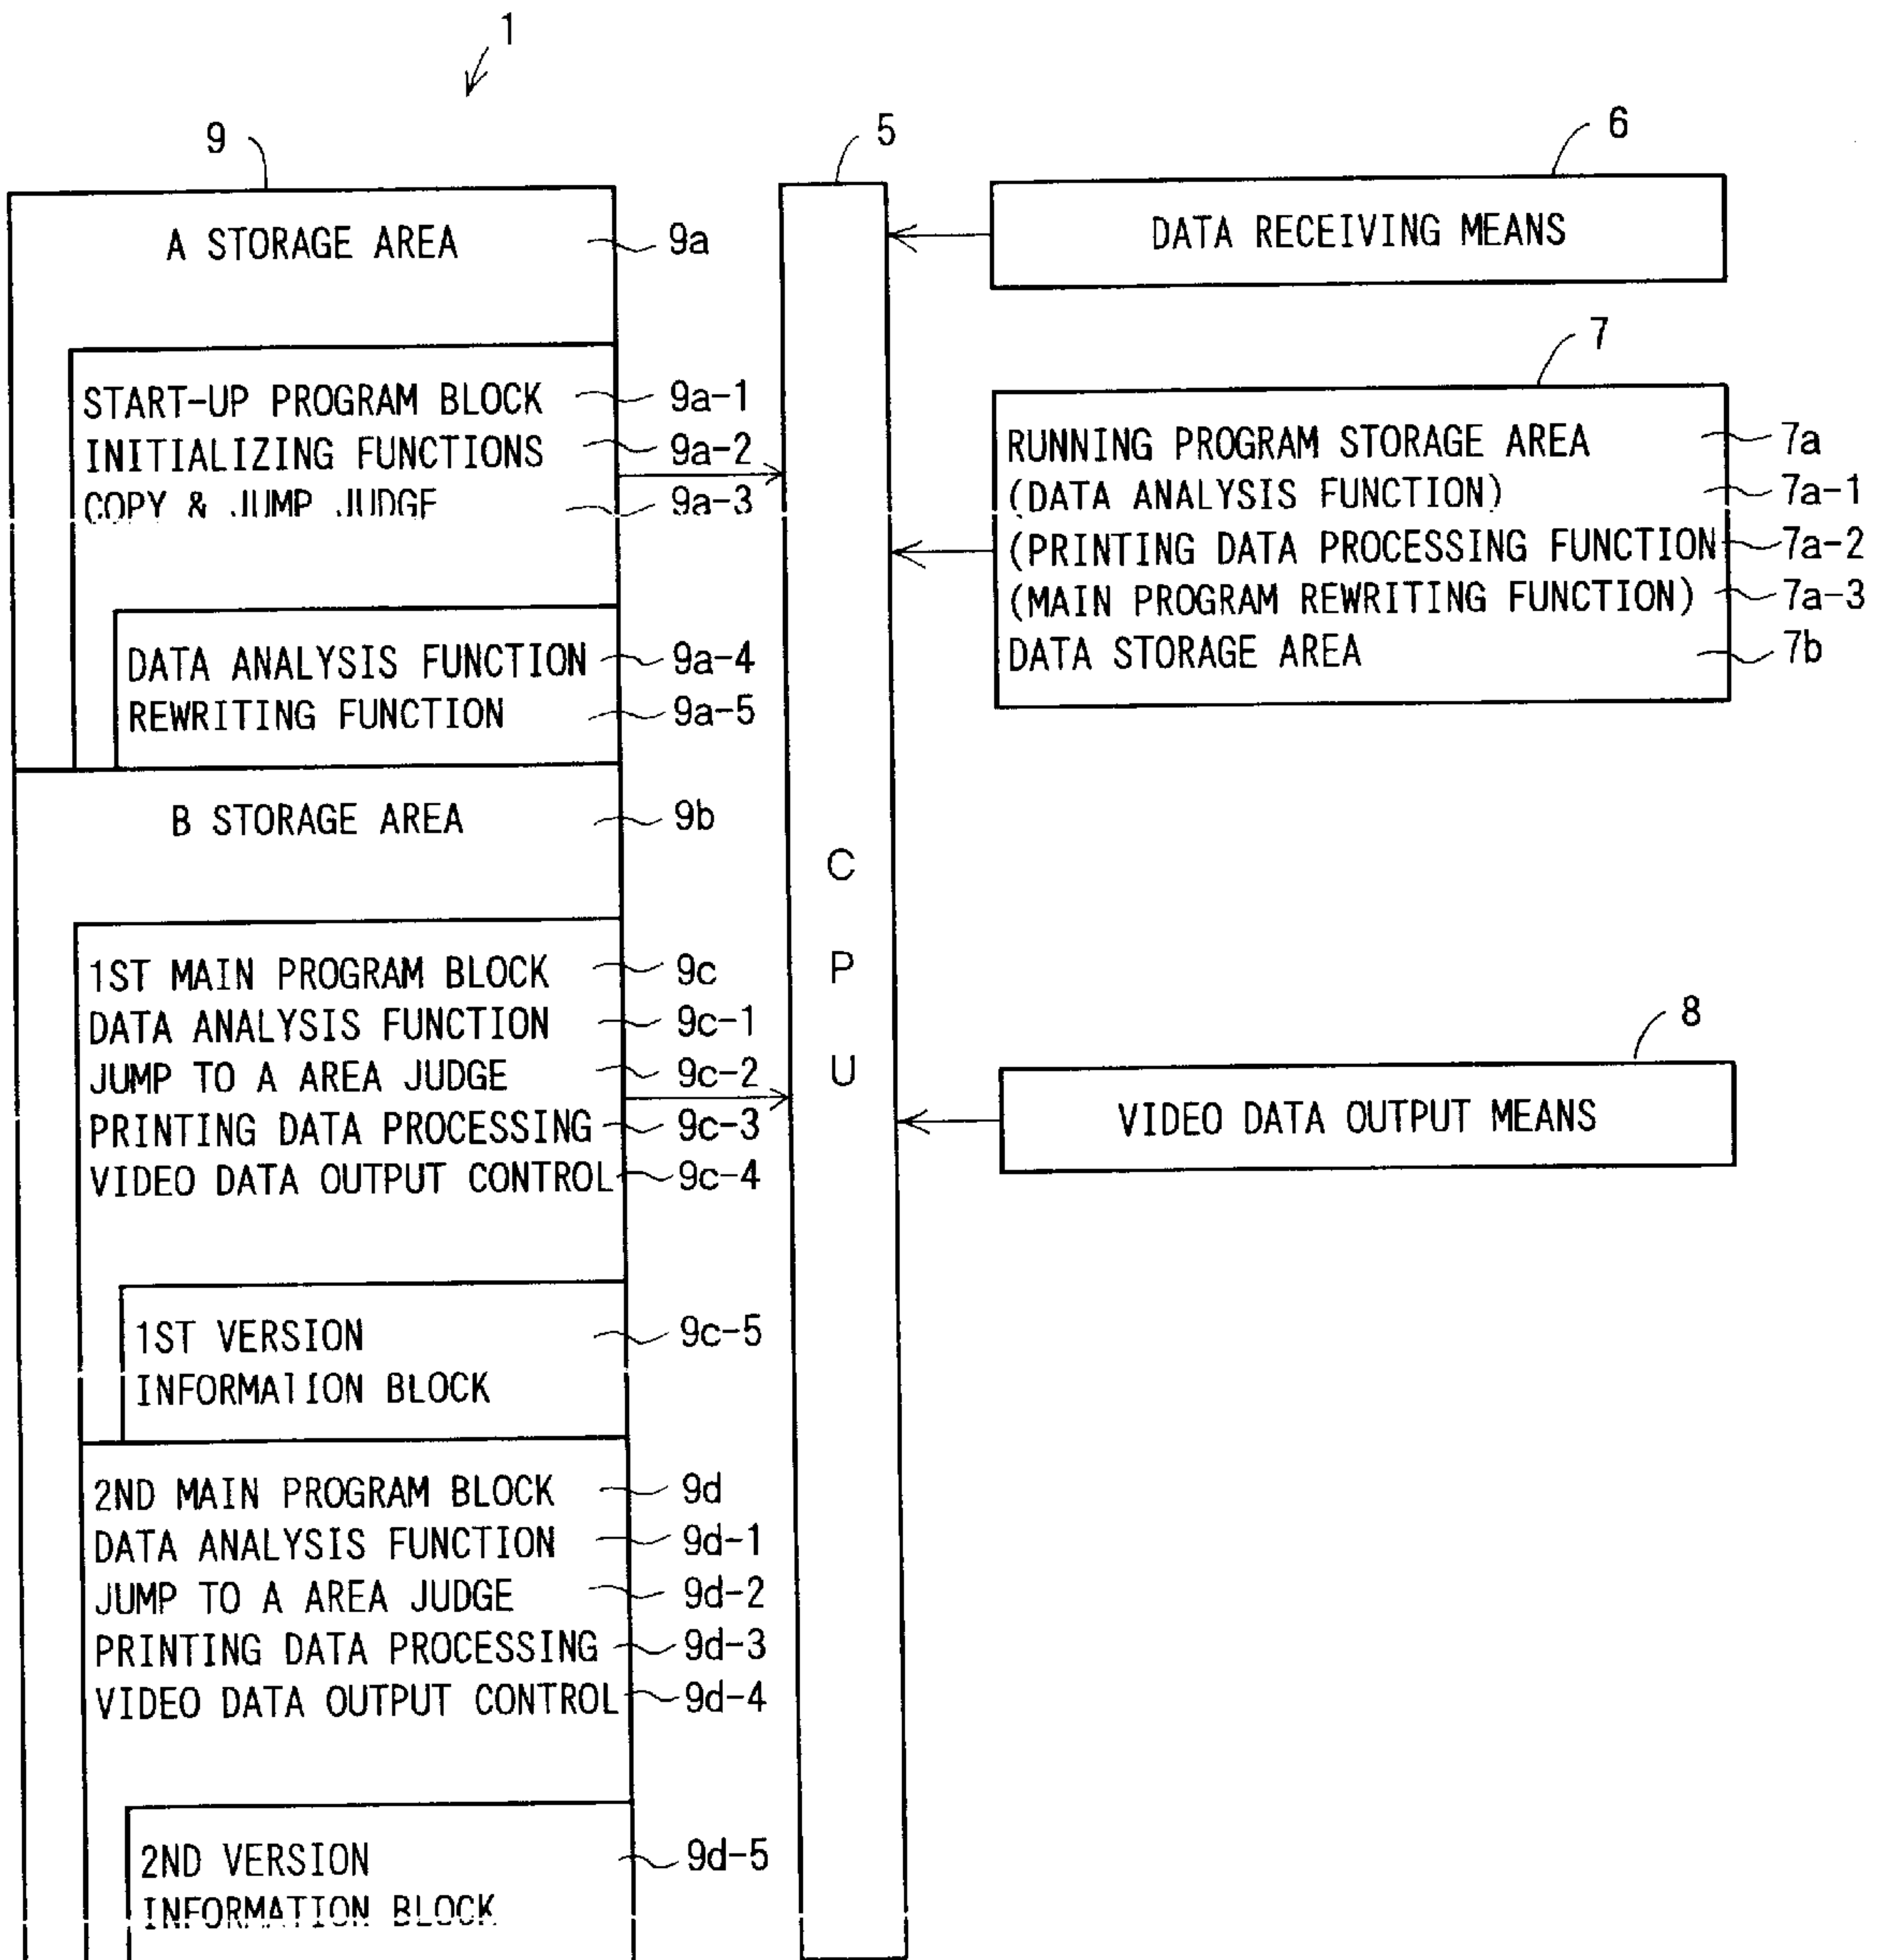 1
9
5
6
A STORAGE AREA 9a
DATA RECEIVING MEANS
7
START-UP PROGRAM BLOCK 9a-1
INITIALIZING FUNCTIONS 9a-2
COPY & JUMP JUDGE 9a-3
RUNNING PROGRAM STORAGE AREA 7a
(DATA ANALYSIS FUNCTION) 7a-1
(PRINTING DATA PROCESSING FUNCTION 7a-2
(MAIN PROGRAM REWRITING FUNCTION) 7a-3
DATA STORAGE AREA 7b
DATA ANALYSIS FUNCTION 9a-4
REWRITING FUNCTION 9a-5
B STORAGE AREA 9b
CPU
1ST MAIN PROGRAM BLOCK 9c
DATA ANALYSIS FUNCTION 9c-1
JUMP TO A AREA JUDGE 9c-2
PRINTING DATA PROCESSING 9c-3
VIDEO DATA OUTPUT CONTROL 9c-4
8
VIDEO DATA OUTPUT MEANS
1ST VERSION 9c-5
INFORMATION BLOCK
2ND MAIN PROGRAM BLOCK 9d
DATA ANALYSIS FUNCTION 9d-1
JUMP TO A AREA JUDGE 9d-2
PRINTING DATA PROCESSING 9d-3
VIDEO DATA OUTPUT CONTROL 9d-4
2ND VERSION 9d-5
INFORMATION BLOCK